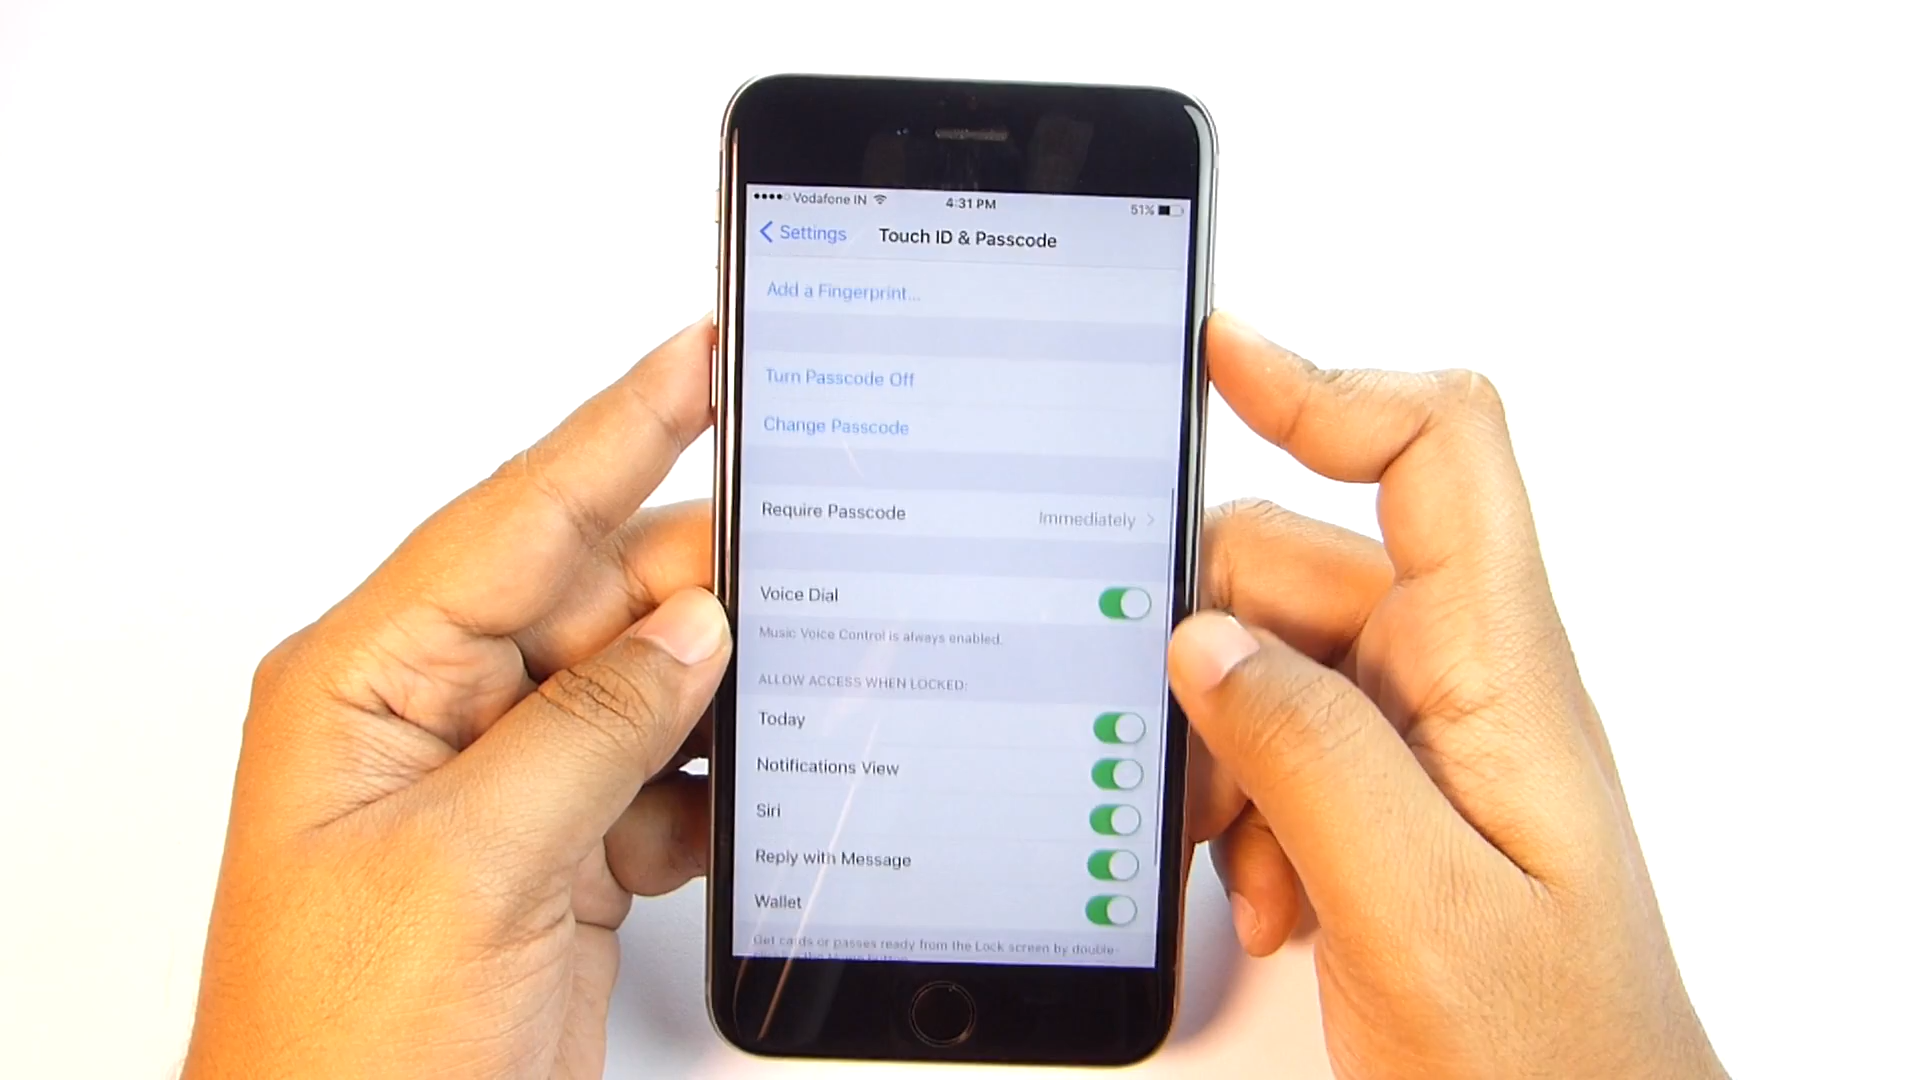 Vodafone IN
4:31 PM
51%
Settings
Touch ID & Passcode
Add a Fingerprint...
Turn Passcode Off
Change Passcode
Require Passcode
Immediately
Voice Dial
Music Voice Control is always enabled.
ALLOW ACCESS WHEN LOCKED:
Today
Notifications View
Siri
Reply with Message
Wallet
Get cards or passes ready from the Lock screen by double-